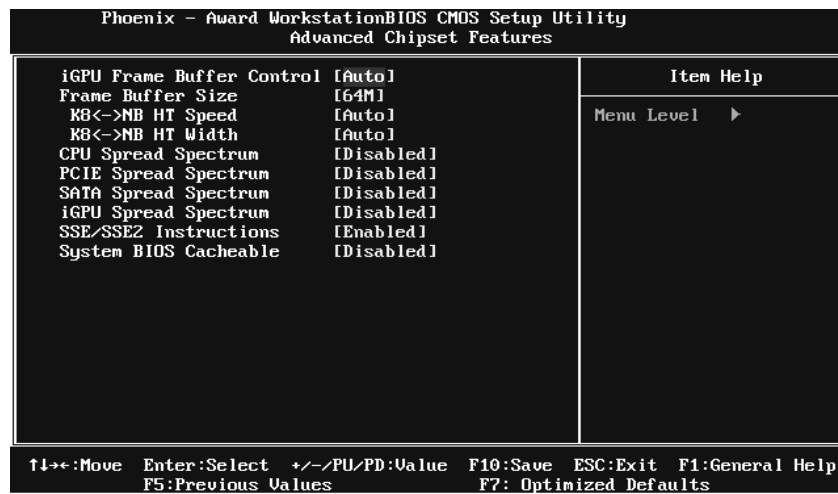 Phoenix - Award WorkstationBIOS CMOS Setup Utility
Advanced Chipset Features
iGPU Frame Buffer Control [Auto]
Frame Buffer Size [64M]
K8<->NB HT Speed [Auto]
K8<->NB HT Width [Auto]
CPU Spread Spectrum [Disabled]
PCIE Spread Spectrum [Disabled]
SATA Spread Spectrum [Disabled]
iGPU Spread Spectrum [Disabled]
SSE/SSE2 Instructions [Enabled]
System BIOS Cacheable [Disabled]
Item Help
Menu Level ▶
↑↓→←:Move Enter:Select +/-/PU/PD:Value F10:Save ESC:Exit F1:General Help
F5:Previous Values F7: Optimized Defaults